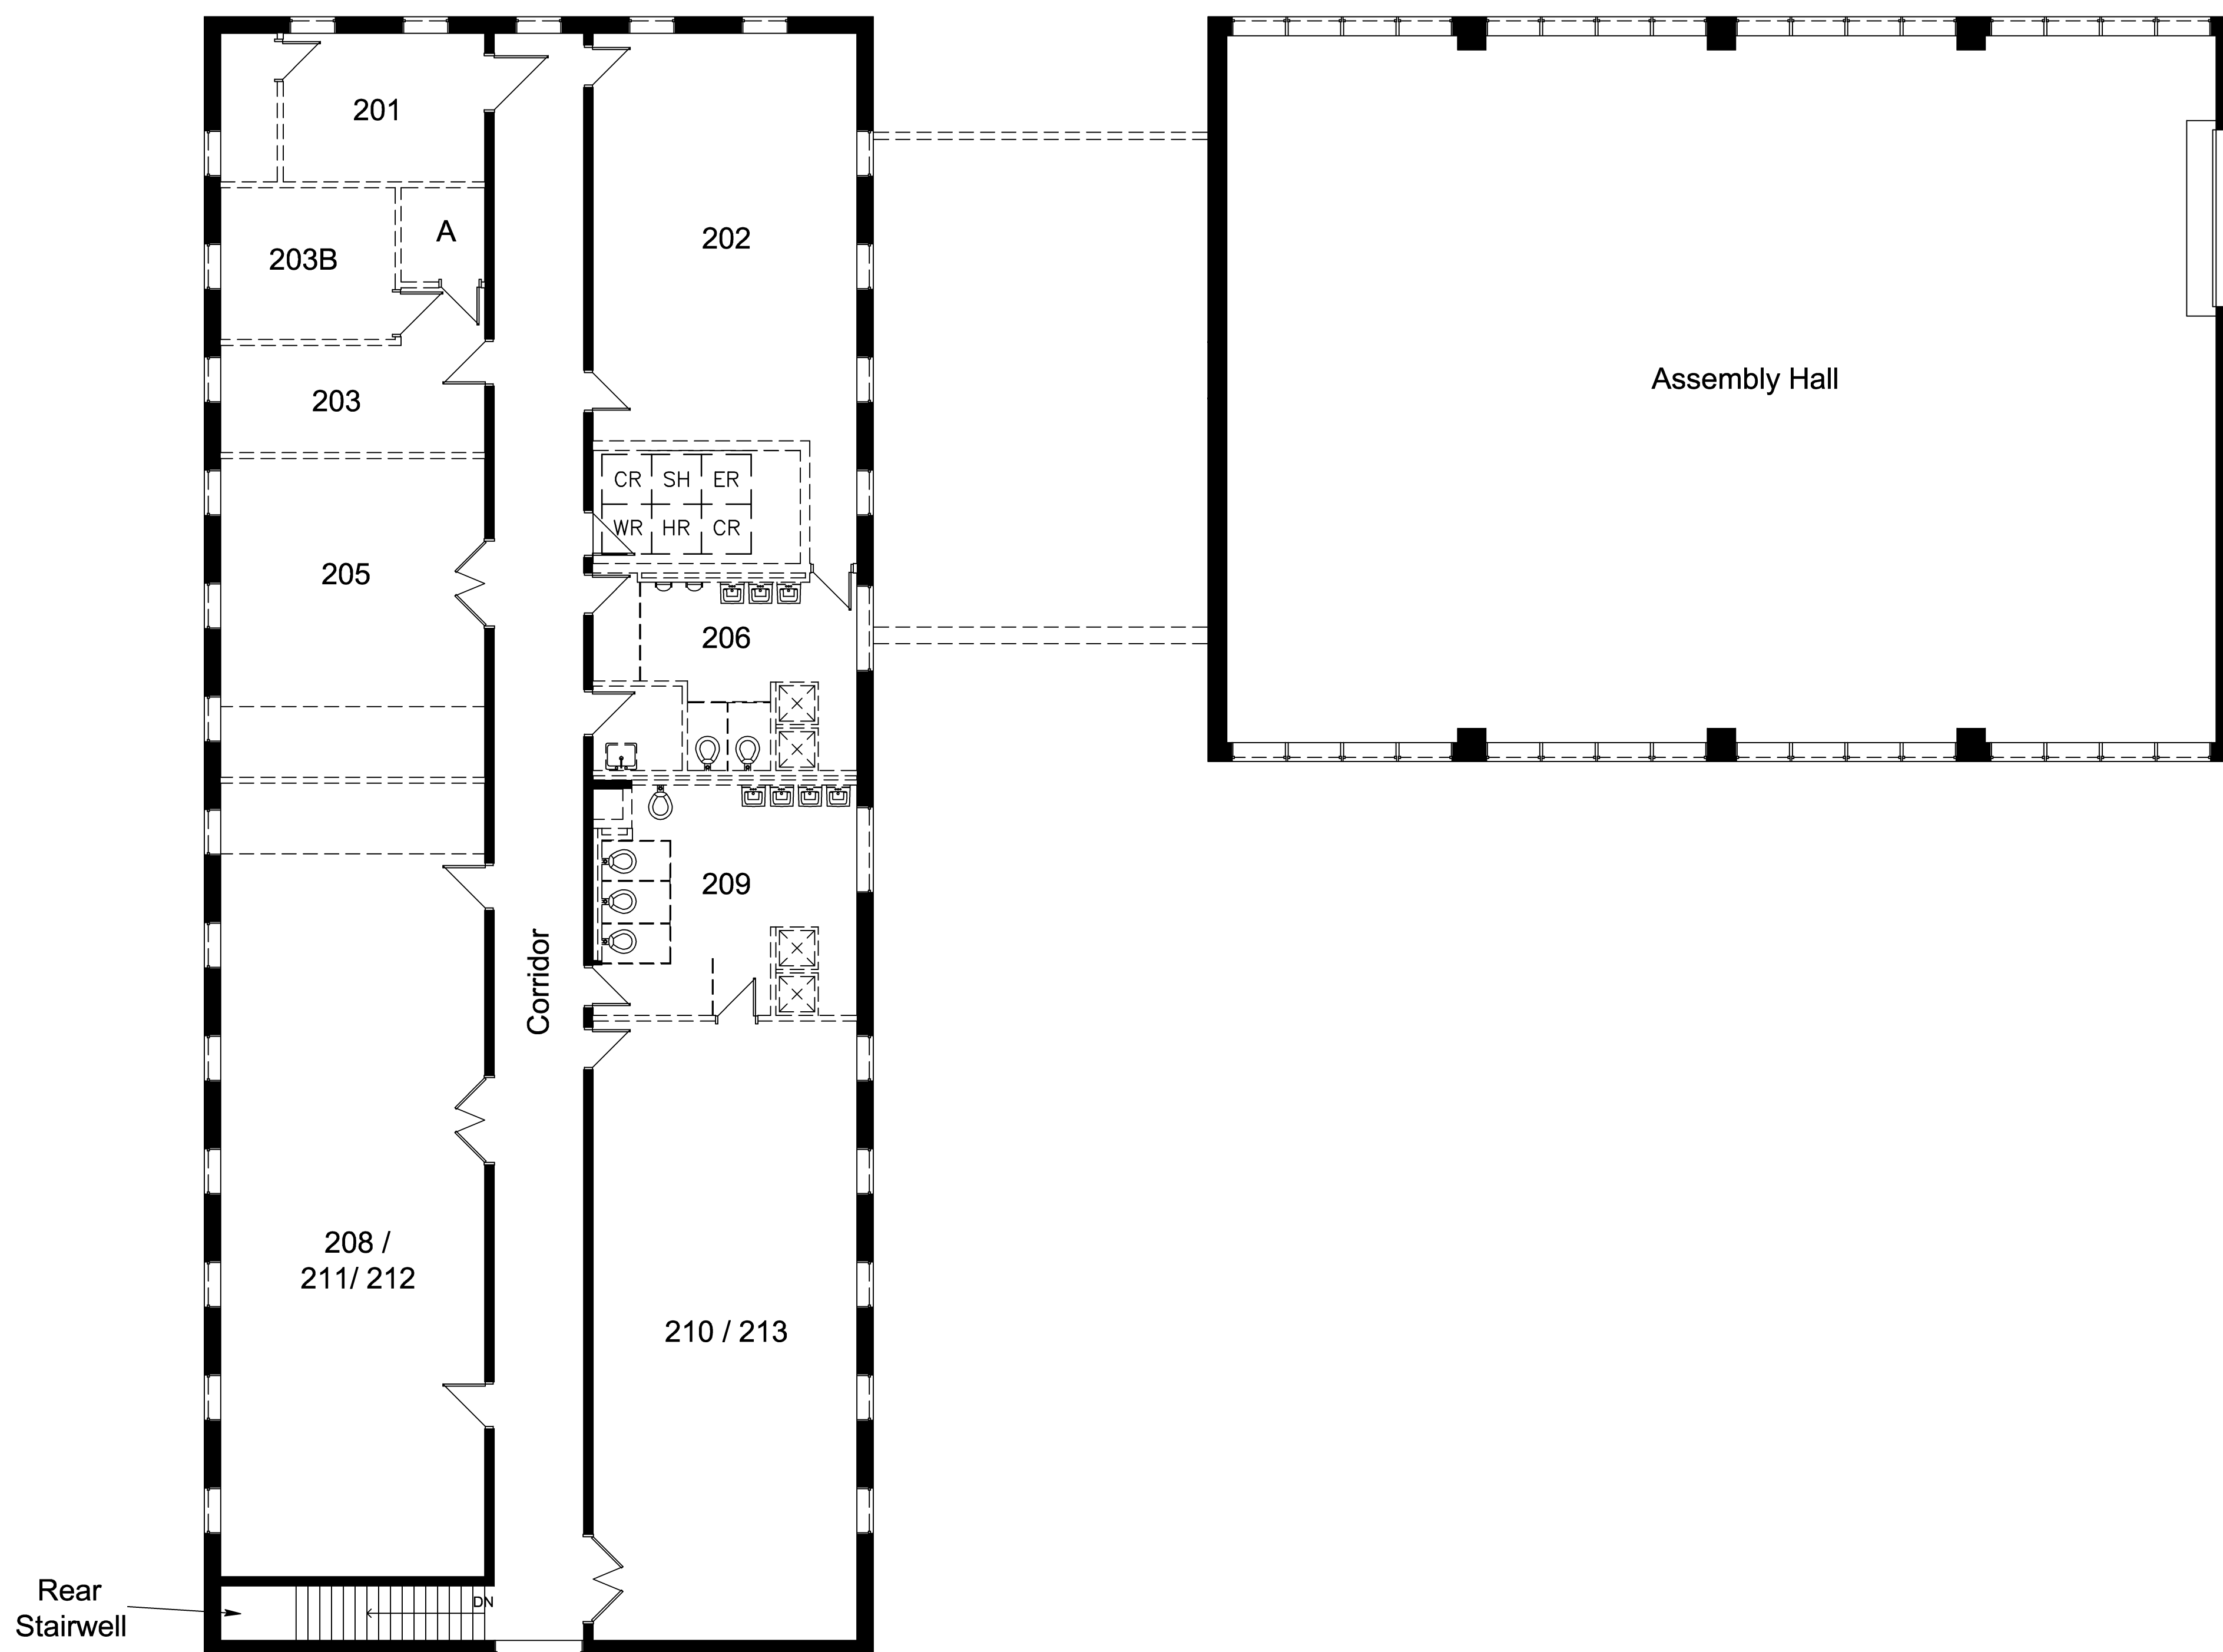 201
A
203B
202
203
Assembly Hall
CR SH ER
WR HR CR
205
206
209
Corridor
208 /
211/ 212
210 / 213
Rear
Stairwell
DN